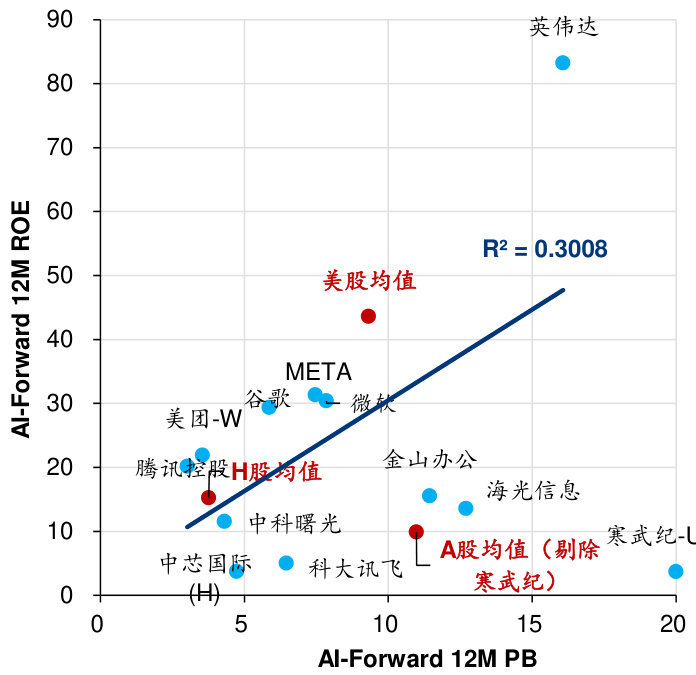 90
英伟达
80
70
60
R² = 0.3008
50
美股均值
40
META
谷歌
微软
30
美团-W
腾讯控股
H股均值
金山办公
20
海光信息
中科曙光
寒武纪-U
10
A股均值（剔除
寒武纪）
中芯国际
(H)
科大讯飞
0
0 5 10 15 20
AI-Forward 12M PB
AI-Forward 12M ROE